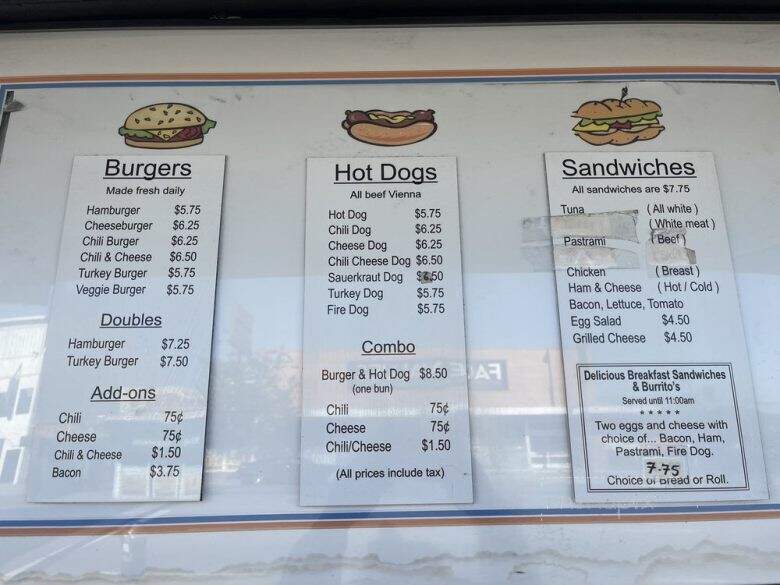 Burgers
Made fresh daily
Hamburger $5.75
Cheeseburger $6.25
Chili Burger $6.25
Chili & Cheese $6.50
Turkey Burger $5.75
Veggie Burger $5.75
Doubles
Hamburger $7.25
Turkey Burger $7.50
Add-ons
Chili 75¢
Cheese 75¢
Chili & Cheese $1.50
Bacon $3.75
Hot Dogs
All beef Vienna
Hot Dog $5.75
Chili Dog $6.25
Cheese Dog $6.25
Chili Cheese Dog $6.50
Sauerkraut Dog $6.50
Turkey Dog $5.75
Fire Dog $5.75
Combo
Burger & Hot Dog $8.50
(one bun)
Chili 75¢
Cheese 75¢
Chili/Cheese $1.50
(All prices include tax)
Sandwiches
All sandwiches are $7.75
Tuna (All white)
(White meat)
Pastrami (Beef)
Chicken (Breast)
Ham & Cheese (Hot / Cold)
Bacon, Lettuce, Tomato
Egg Salad $4.50
Grilled Cheese $4.50
Delicious Breakfast Sandwiches
& Burrito's
Served until 11:00am
* * * * *
Two eggs and cheese with
choice of... Bacon, Ham,
Pastrami, Fire Dog.
7.75
Choice of Bread or Roll.